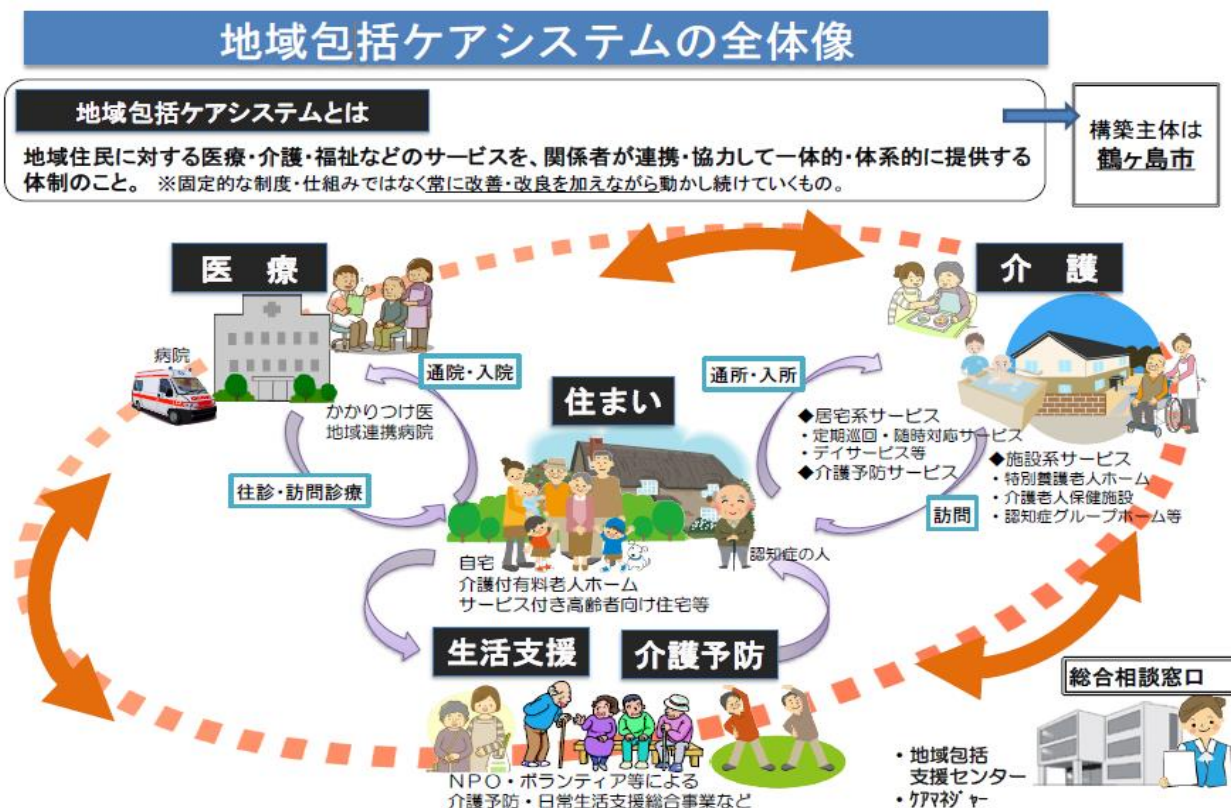 地域包括ケアシステムの全体像
地域包括ケアシステムとは
地域住民に対する医療・介護・福祉などのサービスを、関係者が連携・協力して一体的・体系的に提供する
体制のこと。 ※固定的な制度・仕組みではなく常に改善・改良を加えながら動かし続けていくもの。
構築主体は
鶴ヶ島市
医 療
介 護
病院
通院・入院
通所・入所
かかりつけ医
地域連携病院
住まい
◆居宅系サービス
・定期巡回・随時対応サービス
・デイサービス等
◆介護予防サービス
◆施設系サービス
・特別養護老人ホーム
・介護老人保健施設
・認知症グループホーム等
往診・訪問診療
訪問
認知症の人
自宅
介護付有料老人ホーム
サービス付き高齢者向け住宅等
生活支援
介護予防
総合相談窓口
・地域包括
支援センター
・ケアマネジャー
NPO・ボランティア等による
介護予防・日常生活支援総合事業など